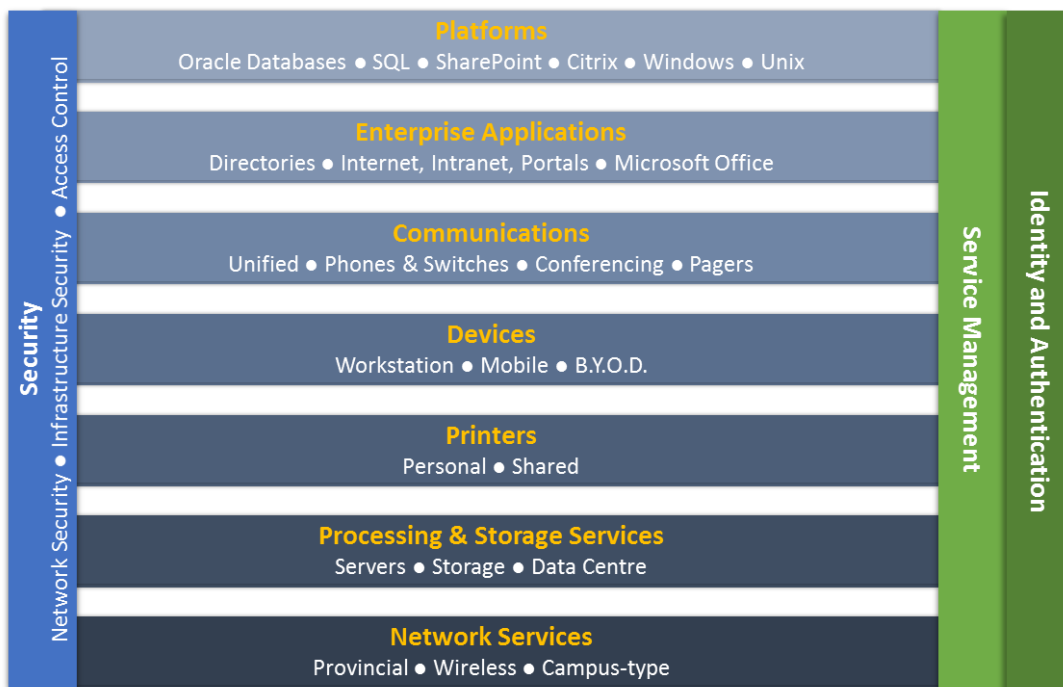 Security
Network Security ● Infrastructure Security ● Access Control
Platforms
Oracle Databases ● SQL ● SharePoint ● Citrix ● Windows ● Unix
Enterprise Applications
Directories ● Internet, Intranet, Portals ● Microsoft Office
Communications
Unified ● Phones & Switches ● Conferencing ● Pagers
Devices
Workstation ● Mobile ● B.Y.O.D.
Printers
Personal ● Shared
Processing & Storage Services
Servers ● Storage ● Data Centre
Network Services
Provincial ● Wireless ● Campus-type
Service Management
Identity and Authentication